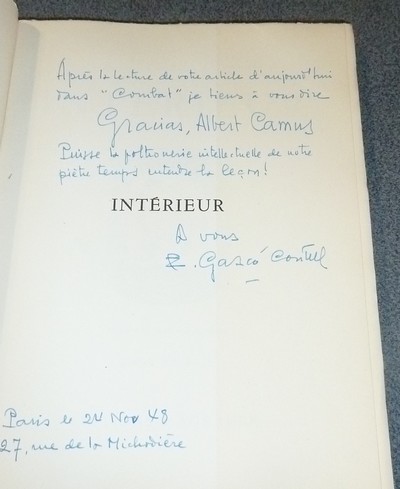 Après la lecture de votre article d'aujourd'hui
dans "Combat" je tiens à vous dire
Gracias, Albert Camus
Puisse la poltronerie intellectuelle de notre
piètre temps entendre la leçon!
INTÉRIEUR
A vous
E. Gascó Contell
Paris le 24 Nov 48
27, rue de la Michodière